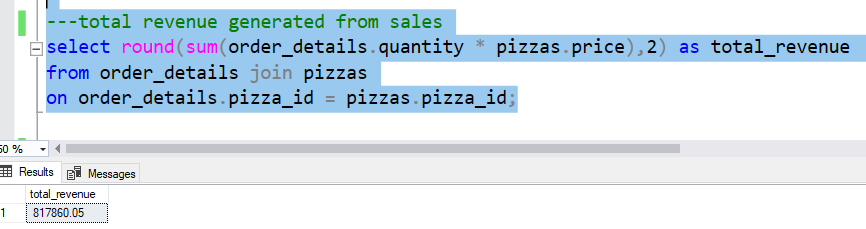 ---total revenue generated from sales
select round(sum(order_details.quantity * pizzas.price),2) as total_revenue
from order_details join pizzas
on order_details.pizza_id = pizzas.pizza_id;
50 %
Results Messages
total_revenue
1 817860.05